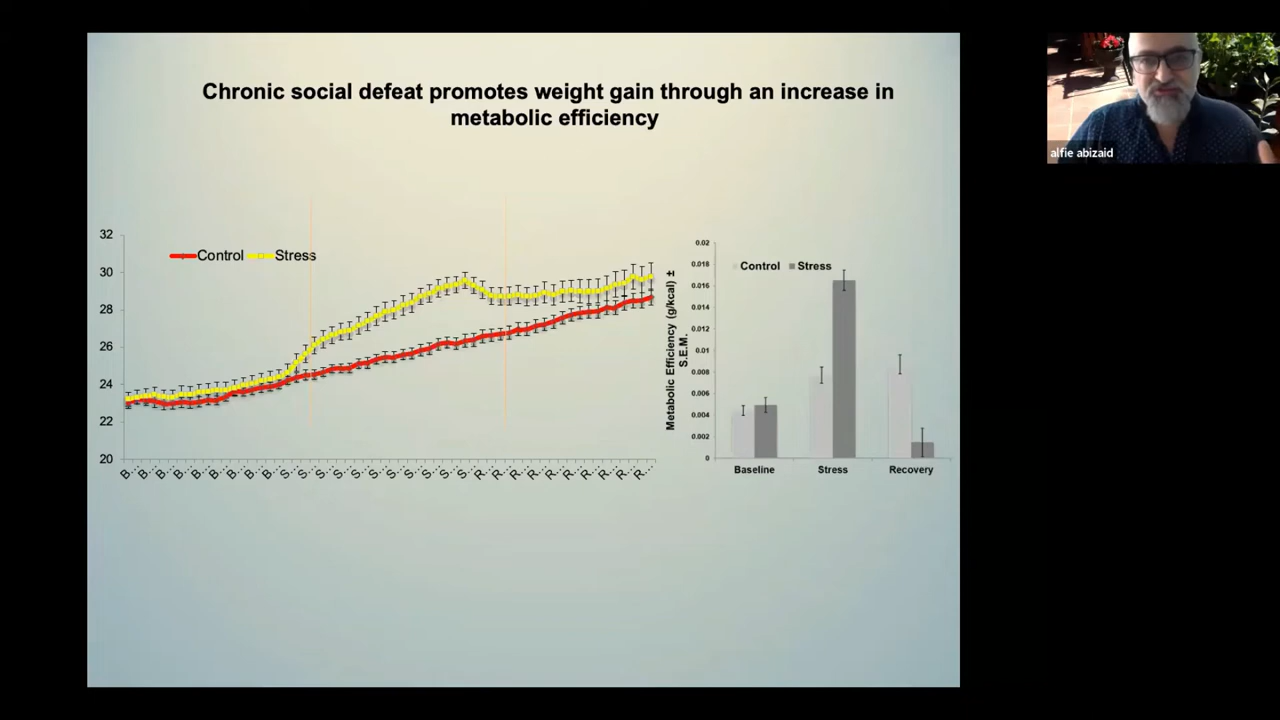 Chronic social defeat promotes weight gain through an increase in
metabolic efficiency
alfie abizaid
Control
Stress
32
30
28
26
24
22
20
B...
B...
B...
B...
B...
B...
B...
B...
B...
S...
S...
S...
S...
S...
S...
S...
S...
S...
S...
S...
R...
R...
R...
R...
R...
R...
R...
R...
R...
R...
Metabolic Efficiency (g/kcal) ±
S.E.M.
Control
Stress
0.02
0.018
0.016
0.014
0.012
0.01
0.008
0.006
0.004
0.002
0
Baseline
Stress
Recovery